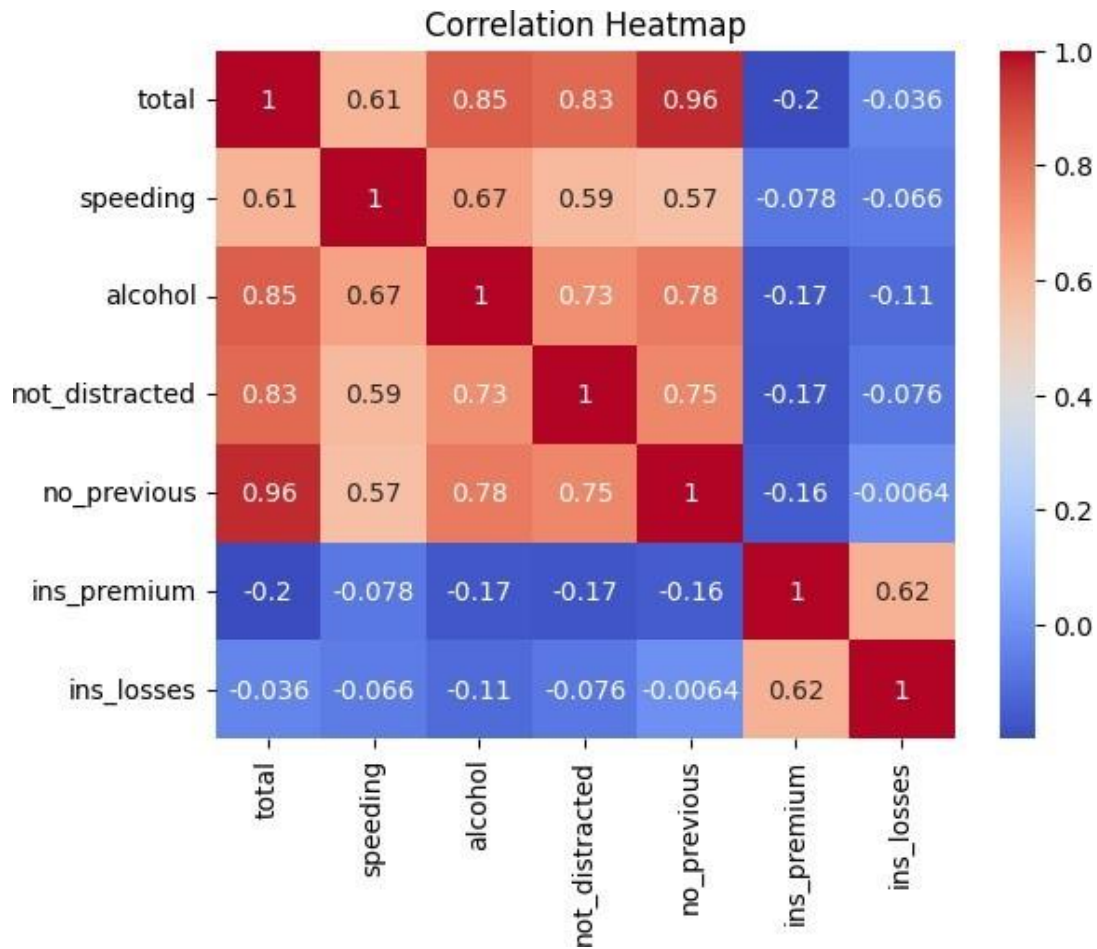 Correlation Heatmap
total 1 0.61 0.85 0.83 0.96 -0.2 -0.036
speeding 0.61 1 0.67 0.59 0.57 -0.078 -0.066
alcohol 0.85 0.67 1 0.73 0.78 -0.17 -0.11
not_distracted 0.83 0.59 0.73 1 0.75 -0.17 -0.076
no_previous 0.96 0.57 0.78 0.75 1 -0.16 -0.0064
ins_premium -0.2 -0.078 -0.17 -0.17 -0.16 1 0.62
ins_losses -0.036 -0.066 -0.11 -0.076 -0.0064 0.62 1
total
speeding
alcohol
not_distracted
no_previous
ins_premium
ins_losses
1.0
0.8
0.6
0.4
0.2
0.0